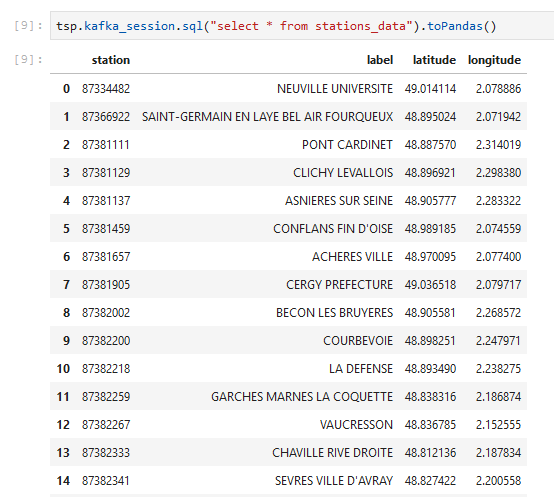 [9]: tsp.kafka_session.sql("select * from stations_data").toPandas()
[9]: station label latitude longitude
0 87334482 NEUVILLE UNIVERSITE 49.014114 2.078886
1 87366922 SAINT-GERMAIN EN LAYE BEL AIR FOURQUEUX 48.895024 2.071942
2 87381111 PONT CARDINET 48.887570 2.314019
3 87381129 CLICHY LEVALLOIS 48.896921 2.298380
4 87381137 ASNIERES SUR SEINE 48.905777 2.283322
5 87381459 CONFLANS FIN D'OISE 48.989185 2.074559
6 87381657 ACHERES VILLE 48.970095 2.077400
7 87381905 CERGY PREFECTURE 49.036518 2.079717
8 87382002 BECON LES BRUYERES 48.905561 2.268572
9 87382200 COURBEVOIE 48.898251 2.247971
10 87382218 LA DEFENSE 48.893490 2.238275
11 87382259 GARCHES MARNES LA COQUETTE 48.838316 2.186874
12 87382267 VAUCRESSON 48.836785 2.152555
13 87382333 CHAVILLE RIVE DROITE 48.812136 2.187834
14 87382341 SEVRES VILLE D'AVRAY 48.827422 2.200558